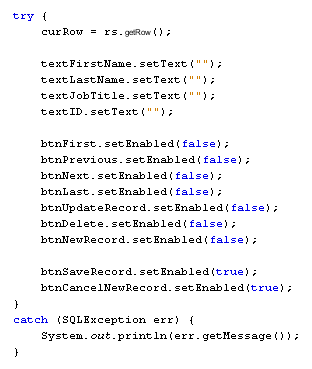 try {
curRow = rs.getRow();
textFirstName.setText("");
textLastName.setText("");
textJobTitle.setText("");
textID.setText("");
btnFirst.setEnabled(false);
btnPrevious.setEnabled(false);
btnNext.setEnabled(false);
btnLast.setEnabled(false);
btnUpdateRecord.setEnabled(false);
btnDelete.setEnabled(false);
btnNewRecord.setEnabled(false);
btnSaveRecord.setEnabled(true);
btnCancelNewRecord.setEnabled(true);
}
catch (SQLException err) {
System.out.println(err.getMessage());
}